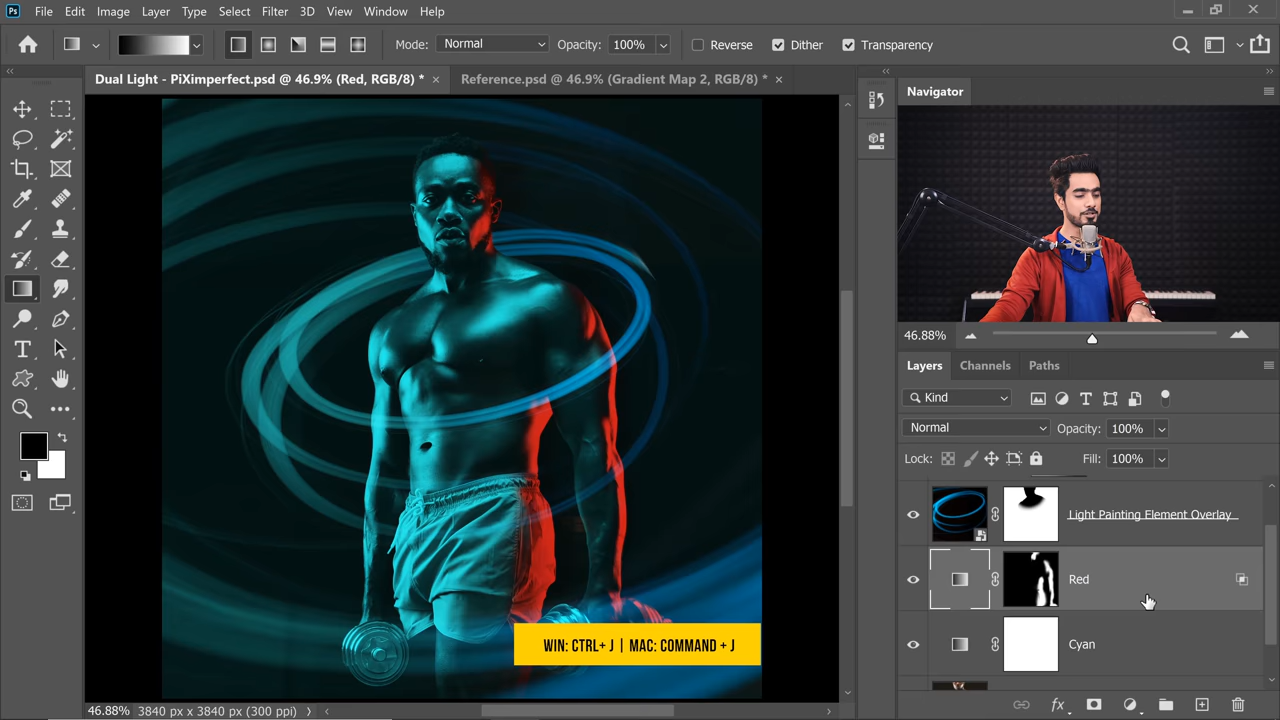 Ps File Edit Image Layer Type Select Filter 3D View Window Help
Mode: Normal Opacity: 100% Reverse Dither Transparency
Dual Light - PiXimperfect.psd @ 46.9% (Red, RGB/8) * × Reference.psd @ 46.9% (Gradient Map 2, RGB/8) * ×
Navigator
46.88%
Layers Channels Paths
Kind
Normal Opacity: 100%
Lock: Fill: 100%
Light Painting Element Overlay
Red
Cyan
WIN: CTRL+ J | MAC: COMMAND + J
46.88% 3840 px x 3840 px (300 ppi)